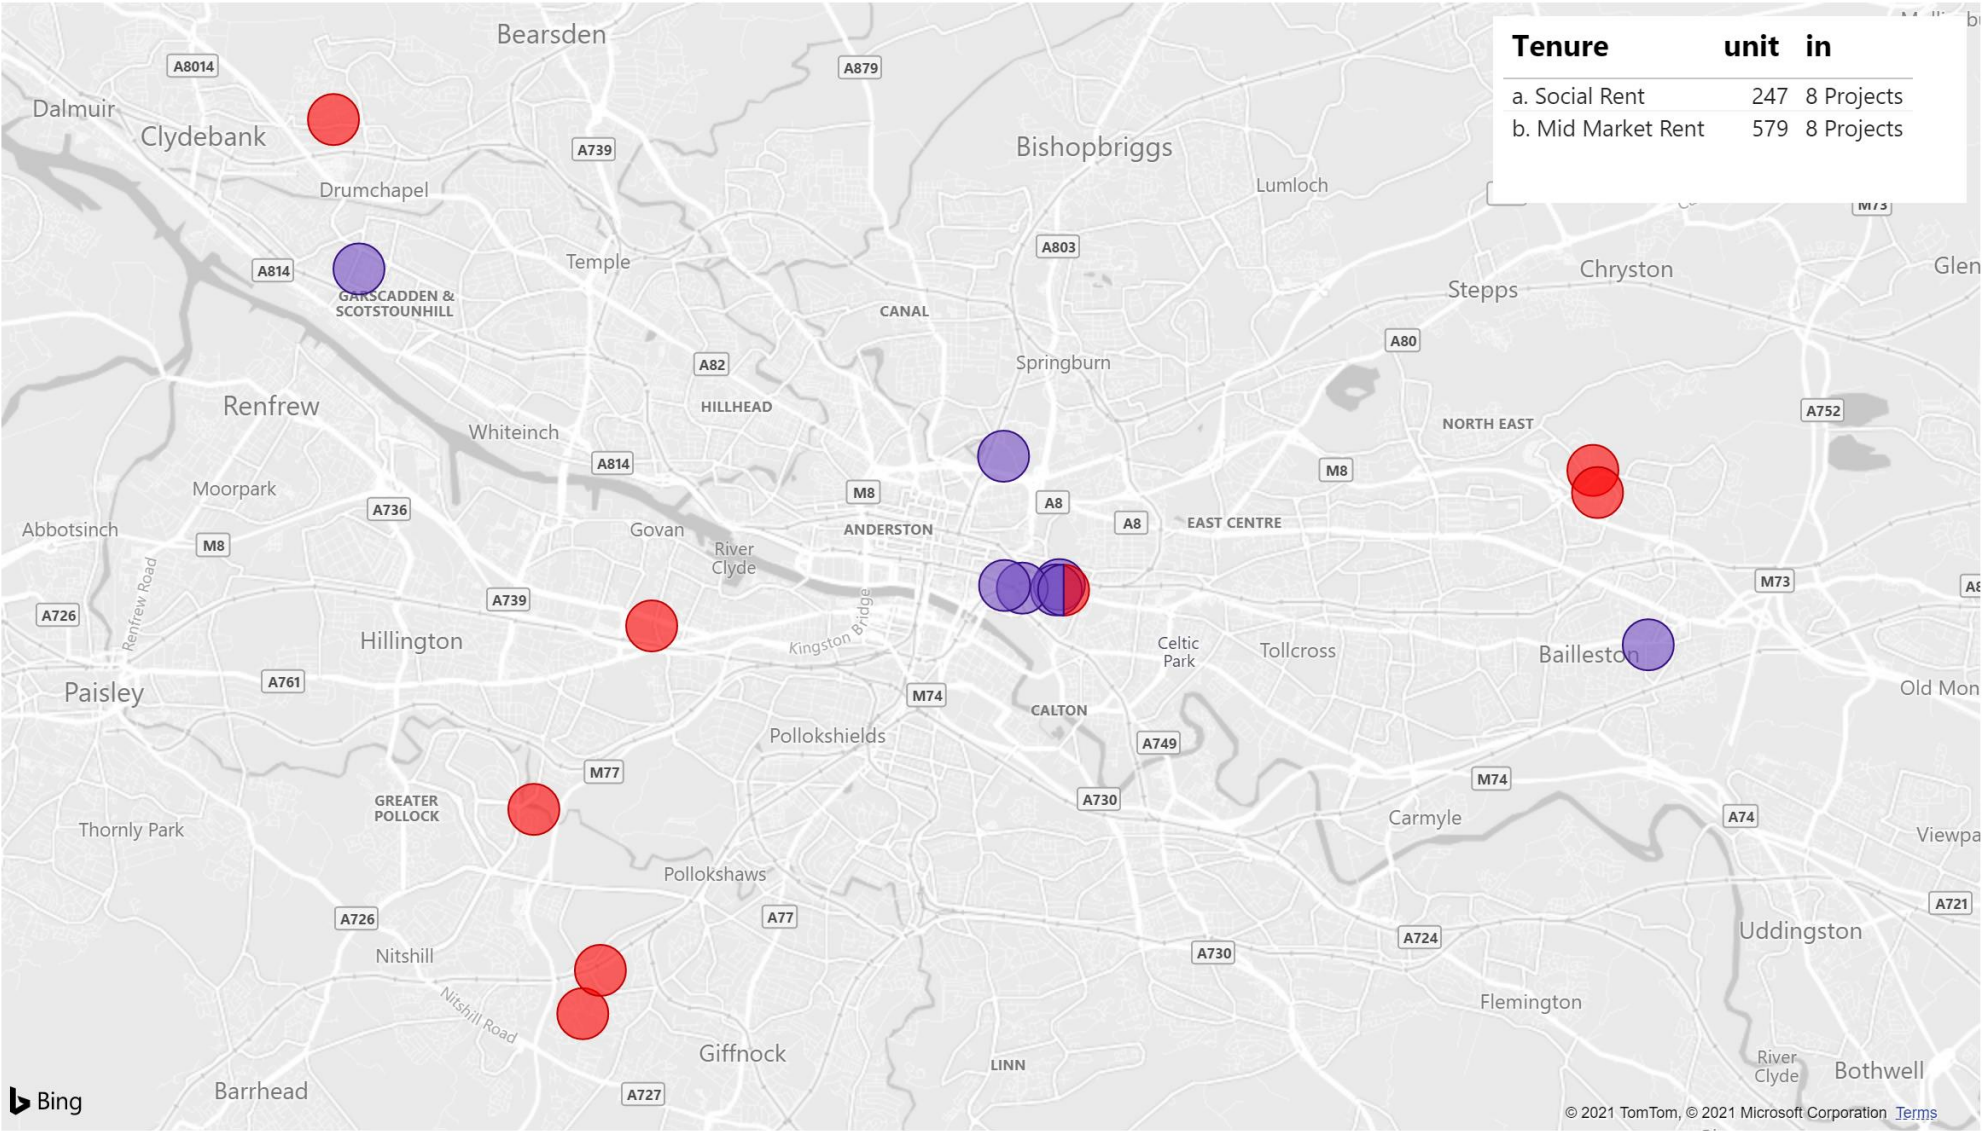 Bearsden
A8014
A879
Tenure unit in
a. Social Rent 247 8 Projects
b. Mid Market Rent 579 8 Projects
Dalmuir
Clydebank
A739
Bishopbriggs
Drumchapel
Lumloch
M73
A803
Temple
A814
Chryston
Glen
Stepps
GARSCADDEN &
SCOTSTOUNHILL
CANAL
A80
Springburn
A82
Renfrew
HILLHEAD
A752
NORTH EAST
Whiteinch
A814
M8
Moorpark
M8
A8
A736
Abbotsinch
Govan
ANDERSTON
A8
EAST CENTRE
M8
River
Clyde
M73
A8
A739
A726
Renfrew Road
Kingston Bridge
Hillington
Celtic
Park
Tollcross
Bailleston
A761
Paisley
M74
Old Mon
CALTON
Pollokshields
A749
M77
M74
A730
GREATER
POLLOCK
Thornly Park
Carmyle
A74
Viewpa
Pollokshaws
A726
A77
A721
A724
Uddington
Nitshill
A730
Nitshill Road
Flemington
Giffnock
LINN
River
Clyde
Bothwell
Barrhead
A727
Bing
© 2021 TomTom, © 2021 Microsoft Corporation Terms